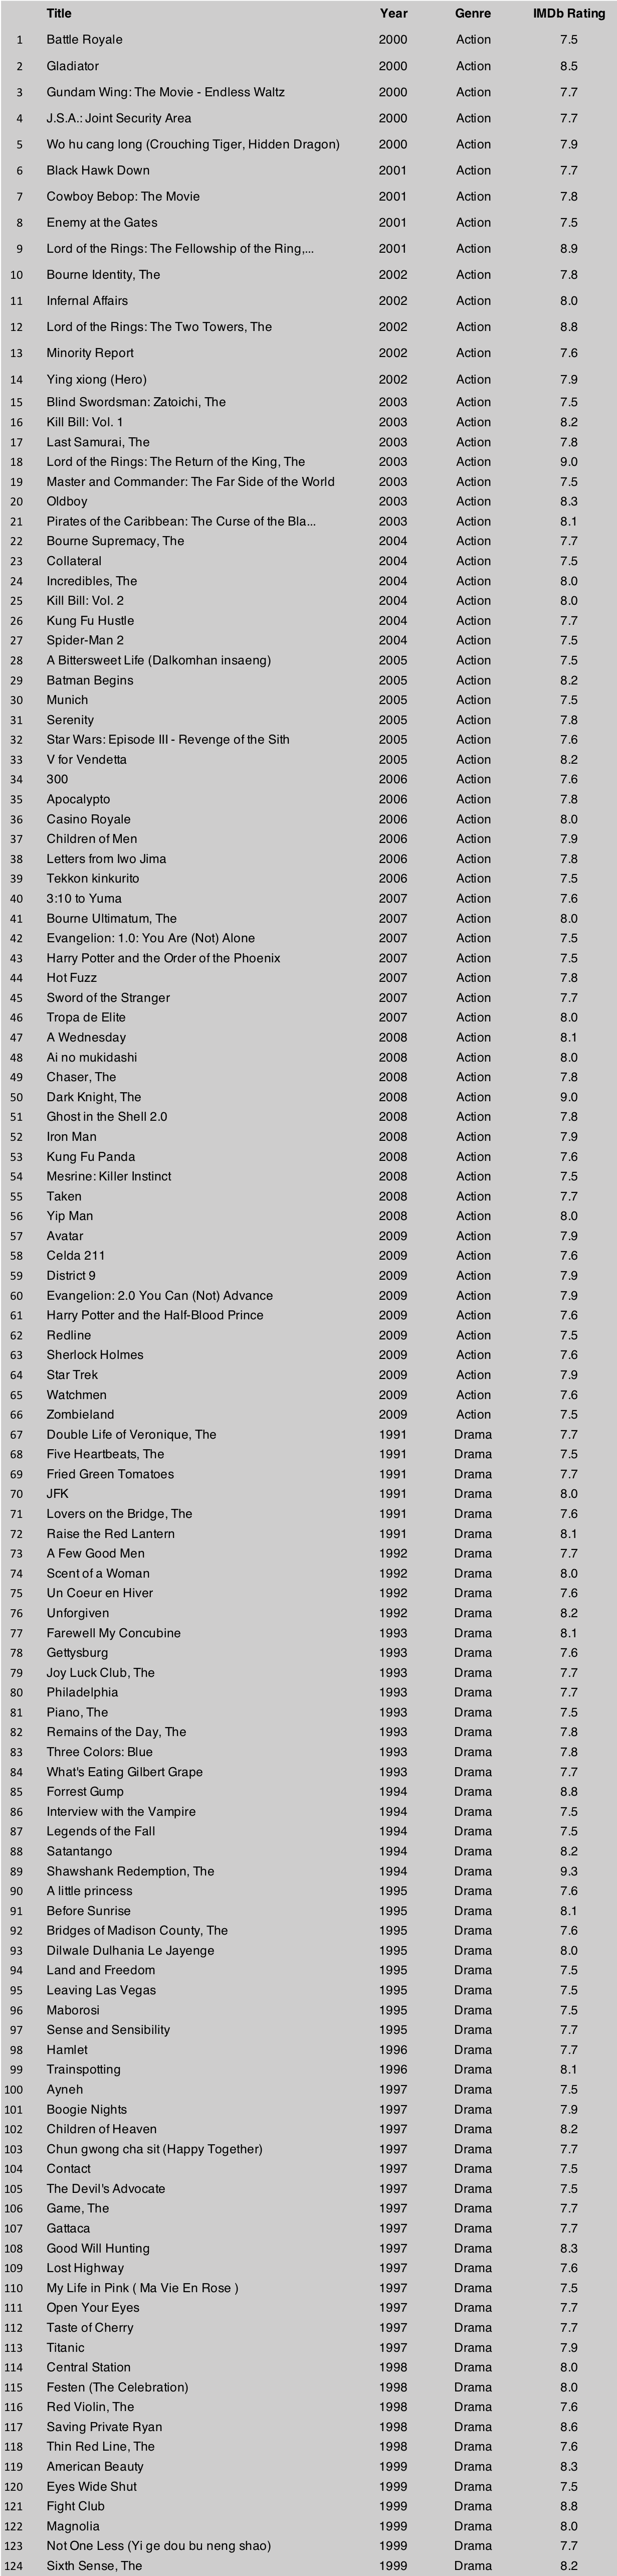 Title Year Genre IMDb Rating
1 Battle Royale 2000 Action 7.5
2 Gladiator 2000 Action 8.5
3 Gundam Wing: The Movie - Endless Waltz 2000 Action 7.7
4 J.S.A.: Joint Security Area 2000 Action 7.7
5 Wo hu cang long (Crouching Tiger, Hidden Dragon) 2000 Action 7.9
6 Black Hawk Down 2001 Action 7.7
7 Cowboy Bebop: The Movie 2001 Action 7.8
8 Enemy at the Gates 2001 Action 7.5
9 Lord of the Rings: The Fellowship of the Ring,... 2001 Action 8.9
10 Bourne Identity, The 2002 Action 7.8
11 Infernal Affairs 2002 Action 8.0
12 Lord of the Rings: The Two Towers, The 2002 Action 8.8
13 Minority Report 2002 Action 7.6
14 Ying xiong (Hero) 2002 Action 7.9
15 Blind Swordsman: Zatoichi, The 2003 Action 7.5
16 Kill Bill: Vol. 1 2003 Action 8.2
17 Last Samurai, The 2003 Action 7.8
18 Lord of the Rings: The Return of the King, The 2003 Action 9.0
19 Master and Commander: The Far Side of the World 2003 Action 7.5
20 Oldboy 2003 Action 8.3
21 Pirates of the Caribbean: The Curse of the Bla... 2003 Action 8.1
22 Bourne Supremacy, The 2004 Action 7.7
23 Collateral 2004 Action 7.5
24 Incredibles, The 2004 Action 8.0
25 Kill Bill: Vol. 2 2004 Action 8.0
26 Kung Fu Hustle 2004 Action 7.7
27 Spider-Man 2 2004 Action 7.5
28 A Bittersweet Life (Dalkomhan insaeng) 2005 Action 7.5
29 Batman Begins 2005 Action 8.2
30 Munich 2005 Action 7.5
31 Serenity 2005 Action 7.8
32 Star Wars: Episode III - Revenge of the Sith 2005 Action 7.6
33 V for Vendetta 2005 Action 8.2
34 300 2006 Action 7.6
35 Apocalypto 2006 Action 7.8
36 Casino Royale 2006 Action 8.0
37 Children of Men 2006 Action 7.9
38 Letters from Iwo Jima 2006 Action 7.8
39 Tekkon kinkurito 2006 Action 7.5
40 3:10 to Yuma 2007 Action 7.6
41 Bourne Ultimatum, The 2007 Action 8.0
42 Evangelion: 1.0: You Are (Not) Alone 2007 Action 7.5
43 Harry Potter and the Order of the Phoenix 2007 Action 7.5
44 Hot Fuzz 2007 Action 7.8
45 Sword of the Stranger 2007 Action 7.7
46 Tropa de Elite 2007 Action 8.0
47 A Wednesday 2008 Action 8.1
48 Ai no mukidashi 2008 Action 8.0
49 Chaser, The 2008 Action 7.8
50 Dark Knight, The 2008 Action 9.0
51 Ghost in the Shell 2.0 2008 Action 7.8
52 Iron Man 2008 Action 7.9
53 Kung Fu Panda 2008 Action 7.6
54 Mesrine: Killer Instinct 2008 Action 7.5
55 Taken 2008 Action 7.7
56 Yip Man 2008 Action 8.0
57 Avatar 2009 Action 7.9
58 Celda 211 2009 Action 7.6
59 District 9 2009 Action 7.9
60 Evangelion: 2.0 You Can (Not) Advance 2009 Action 7.9
61 Harry Potter and the Half-Blood Prince 2009 Action 7.6
62 Redline 2009 Action 7.5
63 Sherlock Holmes 2009 Action 7.6
64 Star Trek 2009 Action 7.9
65 Watchmen 2009 Action 7.6
66 Zombieland 2009 Action 7.5
67 Double Life of Veronique, The 1991 Drama 7.7
68 Five Heartbeats, The 1991 Drama 7.5
69 Fried Green Tomatoes 1991 Drama 7.7
70 JFK 1991 Drama 8.0
71 Lovers on the Bridge, The 1991 Drama 7.6
72 Raise the Red Lantern 1991 Drama 8.1
73 A Few Good Men 1992 Drama 7.7
74 Scent of a Woman 1992 Drama 8.0
75 Un Coeur en Hiver 1992 Drama 7.6
76 Unforgiven 1992 Drama 8.2
77 Farewell My Concubine 1993 Drama 8.1
78 Gettysburg 1993 Drama 7.6
79 Joy Luck Club, The 1993 Drama 7.7
80 Philadelphia 1993 Drama 7.7
81 Piano, The 1993 Drama 7.5
82 Remains of the Day, The 1993 Drama 7.8
83 Three Colors: Blue 1993 Drama 7.8
84 What's Eating Gilbert Grape 1993 Drama 7.7
85 Forrest Gump 1994 Drama 8.8
86 Interview with the Vampire 1994 Drama 7.5
87 Legends of the Fall 1994 Drama 7.5
88 Satantango 1994 Drama 8.2
89 Shawshank Redemption, The 1994 Drama 9.3
90 A little princess 1995 Drama 7.6
91 Before Sunrise 1995 Drama 8.1
92 Bridges of Madison County, The 1995 Drama 7.6
93 Dilwale Dulhania Le Jayenge 1995 Drama 8.0
94 Land and Freedom 1995 Drama 7.5
95 Leaving Las Vegas 1995 Drama 7.5
96 Maborosi 1995 Drama 7.5
97 Sense and Sensibility 1995 Drama 7.7
98 Hamlet 1996 Drama 7.7
99 Trainspotting 1996 Drama 8.1
100 Ayneh 1997 Drama 7.5
101 Boogie Nights 1997 Drama 7.9
102 Children of Heaven 1997 Drama 8.2
103 Chun gwong cha sit (Happy Together) 1997 Drama 7.7
104 Contact 1997 Drama 7.5
105 The Devil's Advocate 1997 Drama 7.5
106 Game, The 1997 Drama 7.7
107 Gattaca 1997 Drama 7.7
108 Good Will Hunting 1997 Drama 8.3
109 Lost Highway 1997 Drama 7.6
110 My Life in Pink ( Ma Vie En Rose ) 1997 Drama 7.5
111 Open Your Eyes 1997 Drama 7.7
112 Taste of Cherry 1997 Drama 7.7
113 Titanic 1997 Drama 7.9
114 Central Station 1998 Drama 8.0
115 Festen (The Celebration) 1998 Drama 8.0
116 Red Violin, The 1998 Drama 7.6
117 Saving Private Ryan 1998 Drama 8.6
118 Thin Red Line, The 1998 Drama 7.6
119 American Beauty 1999 Drama 8.3
120 Eyes Wide Shut 1999 Drama 7.5
121 Fight Club 1999 Drama 8.8
122 Magnolia 1999 Drama 8.0
123 Not One Less (Yi ge dou bu neng shao) 1999 Drama 7.7
124 Sixth Sense, The 1999 Drama 8.2